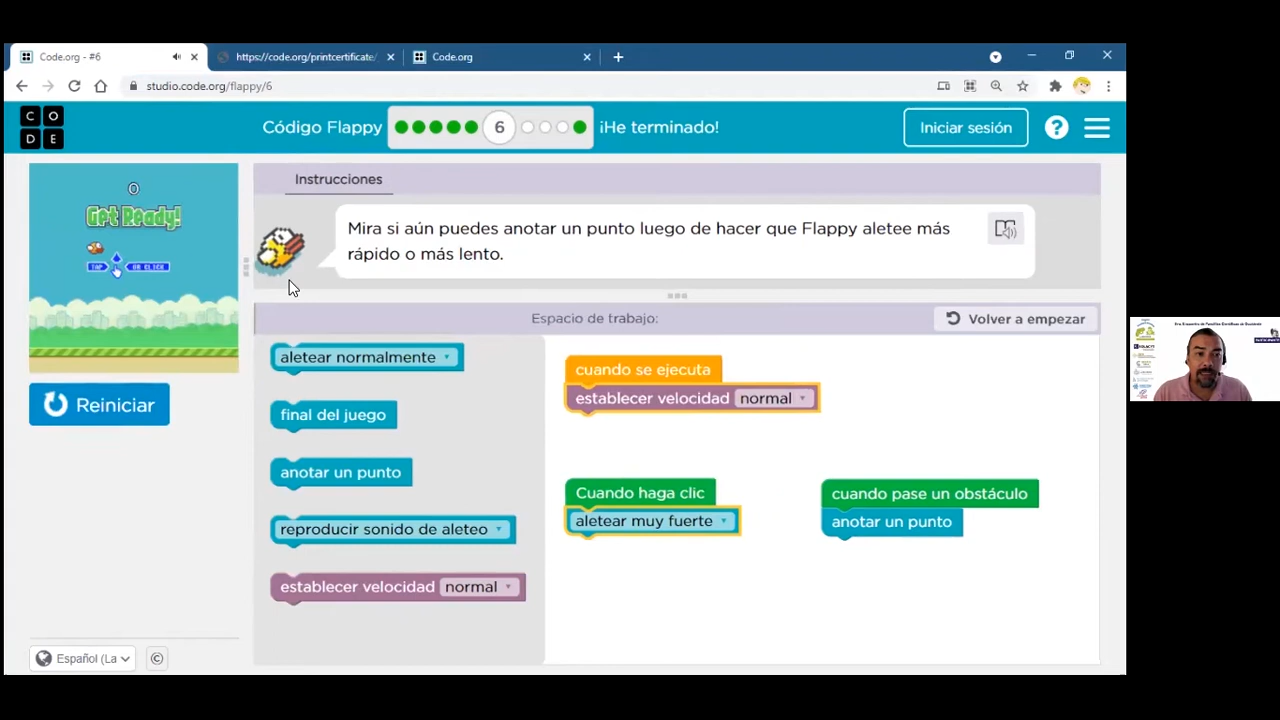 Code.org - #6
https://code.org/printcertificate/
Code.org
studio.code.org/flappy/6
C O
D E
Código Flappy
6
¡He terminado!
Iniciar sesión
?
0
Get Ready!
TAP
OR CLICK
Instrucciones
Mira si aún puedes anotar un punto luego de hacer que Flappy aletee más
rápido o más lento.
Espacio de trabajo:
Volver a empezar
Reiniciar
aletear normalmente
final del juego
anotar un punto
reproducir sonido de aleteo
establecer velocidad normal
cuando se ejecuta
establecer velocidad normal
Cuando haga clic
aletear muy fuerte
cuando pase un obstáculo
anotar un punto
Español (La
©